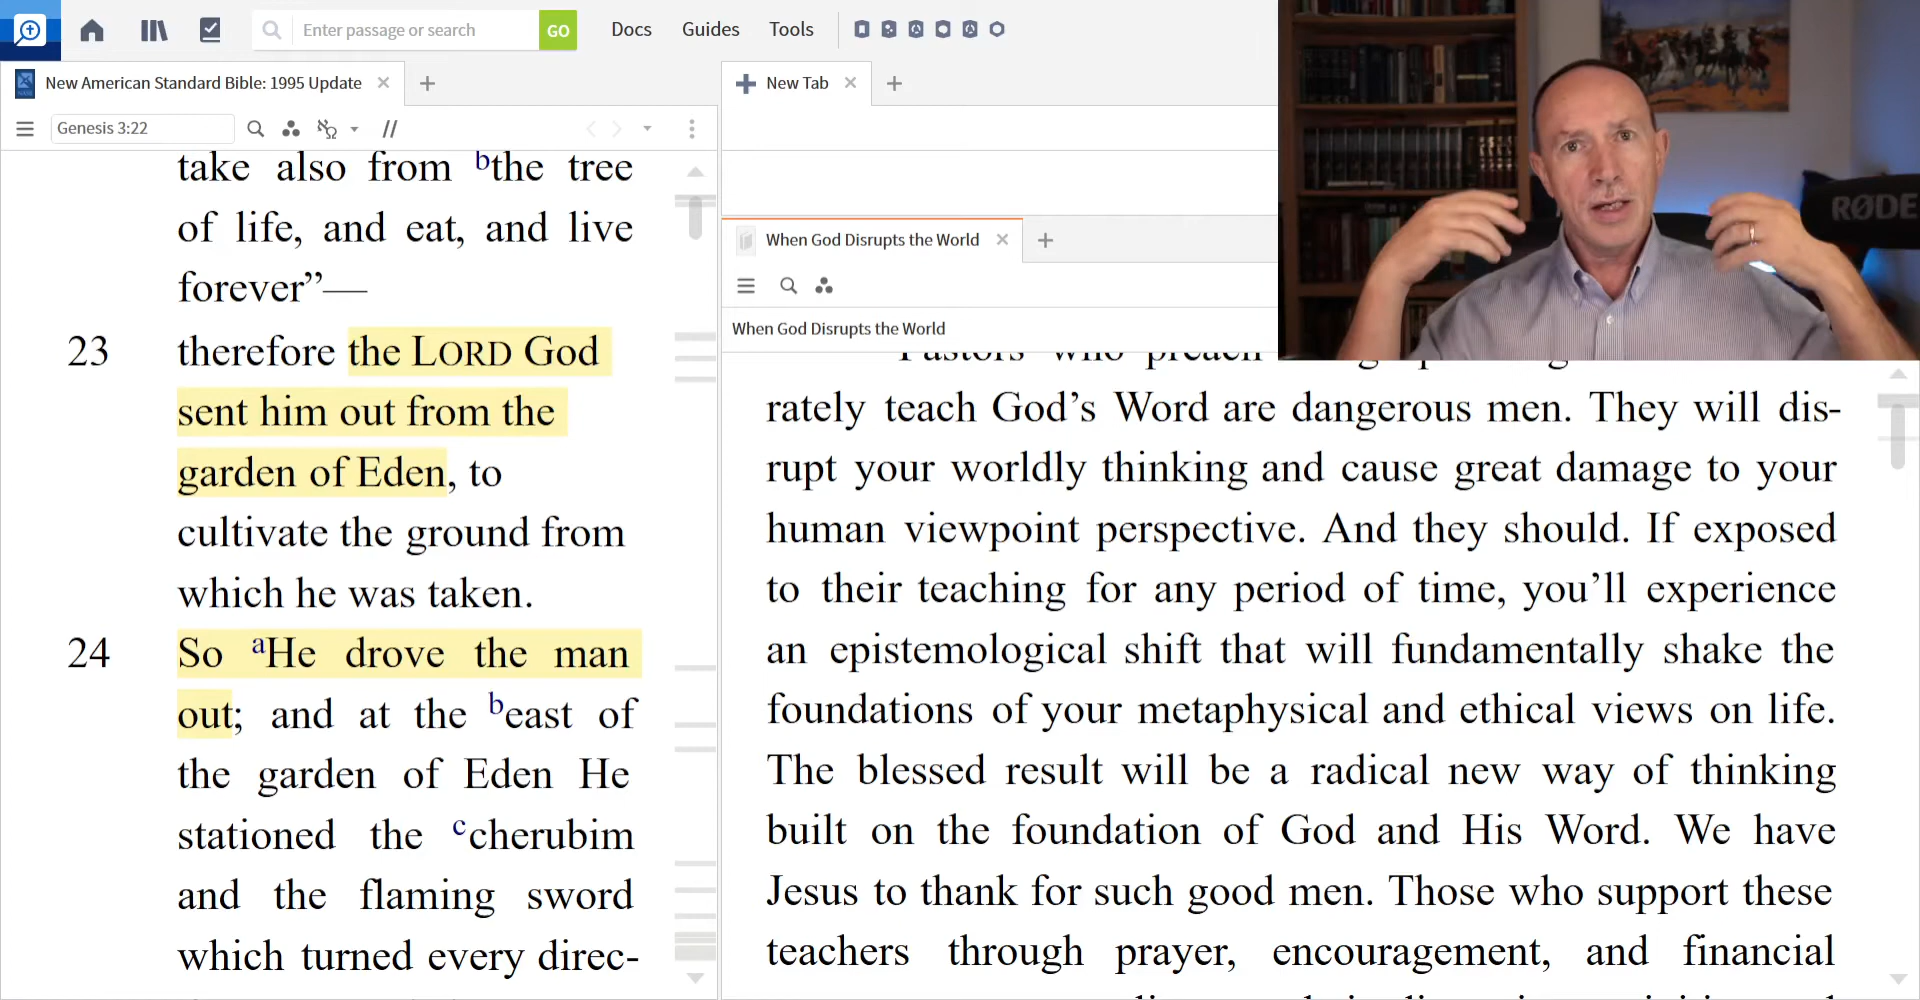 Enter passage or search
GO
Docs
Guides
Tools
New American Standard Bible: 1995 Update
Genesis 3:22
take also from bthe tree
of life, and eat, and live
forever”—
23 therefore the LORD God
sent him out from the
garden of Eden, to
cultivate the ground from
which he was taken.
24 So aHe drove the man
out; and at the beast of
the garden of Eden He
stationed the ccherubim
and the flaming sword
which turned every direc-
New Tab
When God Disrupts the World
When God Disrupts the World
Pastors who preach
rately teach God’s Word are dangerous men. They will dis-
rupt your worldly thinking and cause great damage to your
human viewpoint perspective. And they should. If exposed
to their teaching for any period of time, you’ll experience
an epistemological shift that will fundamentally shake the
foundations of your metaphysical and ethical views on life.
The blessed result will be a radical new way of thinking
built on the foundation of God and His Word. We have
Jesus to thank for such good men. Those who support these
teachers through prayer, encouragement, and financial
RØDE